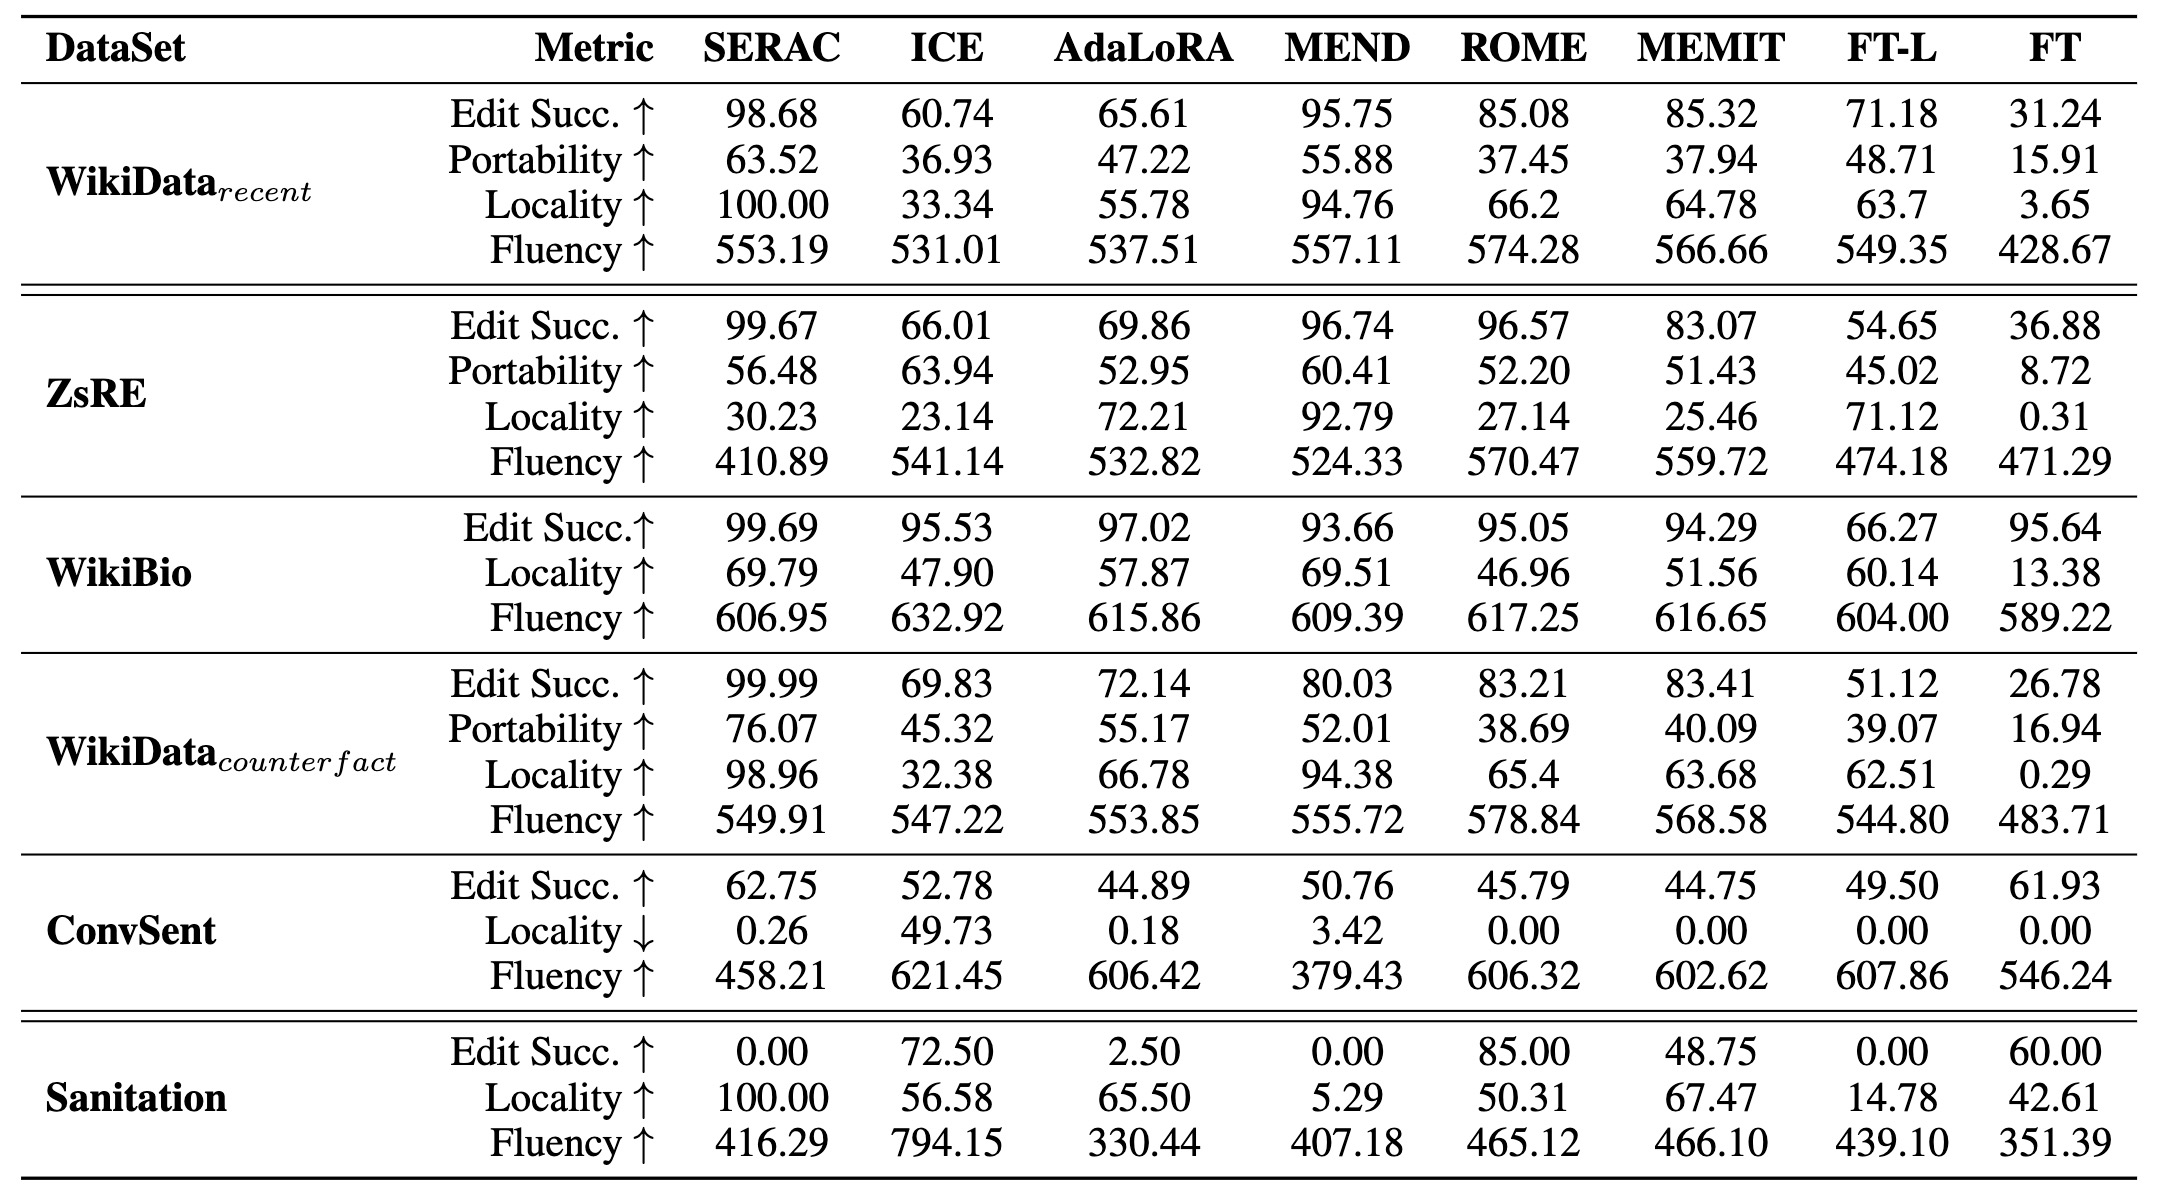 DataSet Metric SERAC ICE AdaLoRA MEND ROME MEMIT FT-L FT
WikiData_recent
Edit Succ. ↑ 98.68 60.74 65.61 95.75 85.08 85.32 71.18 31.24
Portability ↑ 63.52 36.93 47.22 55.88 37.45 37.94 48.71 15.91
Locality ↑ 100.00 33.34 55.78 94.76 66.2 64.78 63.7 3.65
Fluency ↑ 553.19 531.01 537.51 557.11 574.28 566.66 549.35 428.67
ZsRE
Edit Succ. ↑ 99.67 66.01 69.86 96.74 96.57 83.07 54.65 36.88
Portability ↑ 56.48 63.94 52.95 60.41 52.20 51.43 45.02 8.72
Locality ↑ 30.23 23.14 72.21 92.79 27.14 25.46 71.12 0.31
Fluency ↑ 410.89 541.14 532.82 524.33 570.47 559.72 474.18 471.29
WikiBio
Edit Succ.↑ 99.69 95.53 97.02 93.66 95.05 94.29 66.27 95.64
Locality ↑ 69.79 47.90 57.87 69.51 46.96 51.56 60.14 13.38
Fluency ↑ 606.95 632.92 615.86 609.39 617.25 616.65 604.00 589.22
WikiData_counterfact
Edit Succ. ↑ 99.99 69.83 72.14 80.03 83.21 83.41 51.12 26.78
Portability ↑ 76.07 45.32 55.17 52.01 38.69 40.09 39.07 16.94
Locality ↑ 98.96 32.38 66.78 94.38 65.4 63.68 62.51 0.29
Fluency ↑ 549.91 547.22 553.85 555.72 578.84 568.58 544.80 483.71
ConvSent
Edit Succ. ↑ 62.75 52.78 44.89 50.76 45.79 44.75 49.50 61.93
Locality ↓ 0.26 49.73 0.18 3.42 0.00 0.00 0.00 0.00
Fluency ↑ 458.21 621.45 606.42 379.43 606.32 602.62 607.86 546.24
Sanitation
Edit Succ. ↑ 0.00 72.50 2.50 0.00 85.00 48.75 0.00 60.00
Locality ↑ 100.00 56.58 65.50 5.29 50.31 67.47 14.78 42.61
Fluency ↑ 416.29 794.15 330.44 407.18 465.12 466.10 439.10 351.39